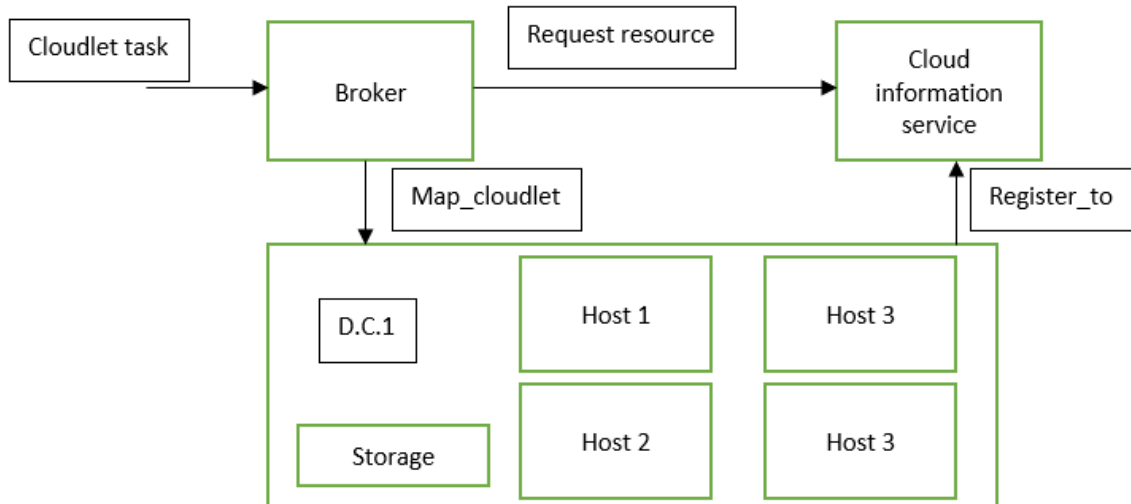 Cloudlet task
Request resource
Broker
Cloud
information
service
Map_cloudlet
Register_to
D.C.1
Host 1
Host 3
Storage
Host 2
Host 3